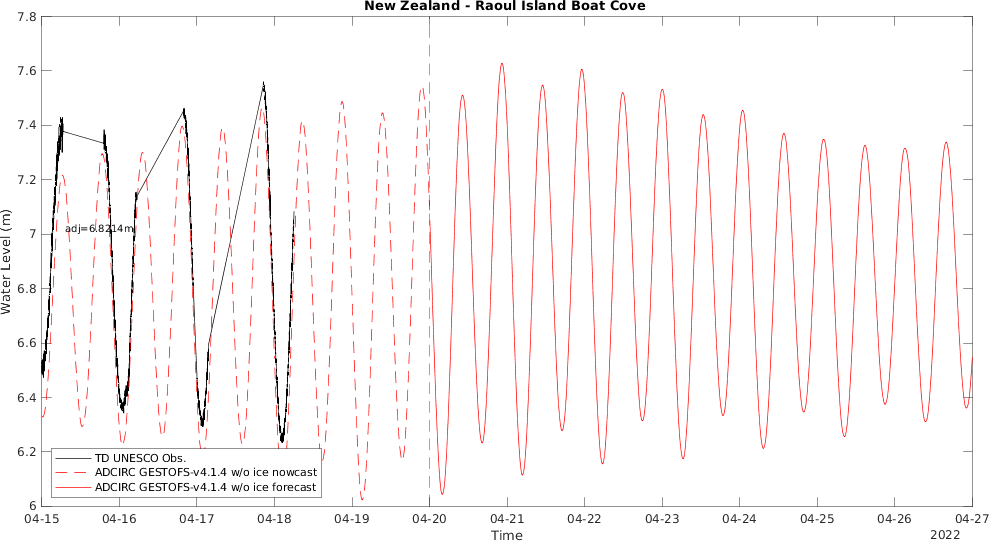 New Zealand - Raoul Island Boat Cove
7.8
7.6
7.4
7.2
7
6.8
6.6
6.4
6.2
6
Water Level (m)
adj=6.8214m
TD UNESCO Obs.
ADCIRC GESTOFS-v4.1.4 w/o ice nowcast
ADCIRC GESTOFS-v4.1.4 w/o ice forecast
04-15 04-16 04-17 04-18 04-19 04-20 04-21 04-22 04-23 04-24 04-25 04-26 04-27
Time
2022